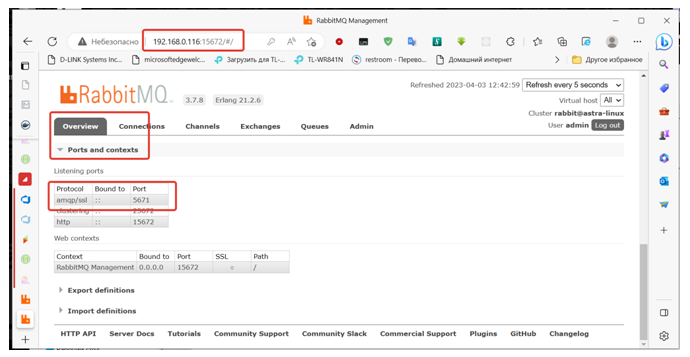 RabbitMQ Management
Небезопасно 192.168.0.116:15672/#/
D-LINK Systems Inc... microsoftedgewelc... Загрузить для TL-... TL-WR841N restroom - Перево... Домашний интернет Другое избранное
Refreshed 2023-04-03 12:42:59 Refresh every 5 seconds
RabbitMQ 3.7.8 Erlang 21.2.6
Virtual host All
Cluster rabbit@astra-linux
User admin Log out
Overview Connections Channels Exchanges Queues Admin
Ports and contexts
Listening ports
Protocol Bound to Port
amqp/ssl :: 5671
clustering :: 25672
http :: 15672
Web contexts
Context Bound to Port SSL Path
RabbitMQ Management 0.0.0.0 15672 ○ /
Export definitions
Import definitions
HTTP API Server Docs Tutorials Community Support Community Slack Commercial Support Plugins GitHub Changelog